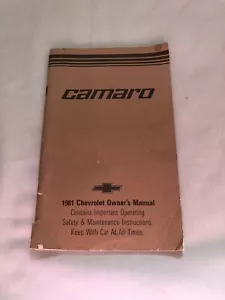 camaro
1981 Chevrolet Owner's Manual
Contains Important Operating
Safety & Maintenance Instructions.
Keep With Car At All Times.